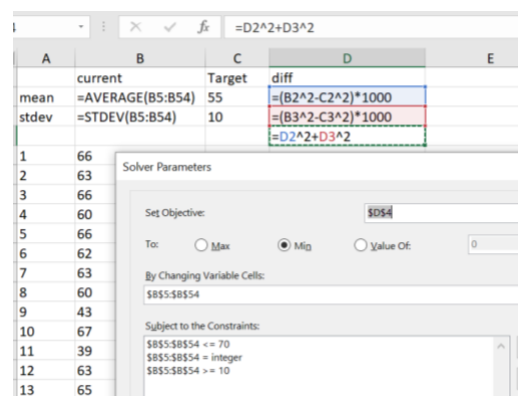 fx =D2^2+D3^2
A B C D E
current Target diff
mean =AVERAGE(B5:B54) 55 =(B2^2-C2^2)*1000
stdev =STDEV(B5:B54) 10 =(B3^2-C3^2)*1000
=D2^2+D3^2
1 66
2 63
3 66
4 60
5 66
6 62
7 63
8 60
9 43
10 67
11 39
12 63
13 65
Solver Parameters
Set Objective: $D$4
To: Max Min Value Of: 0
By Changing Variable Cells:
$B$5:$B$54
Subject to the Constraints:
$B$5:$B$54 <= 70
$B$5:$B$54 = integer
$B$5:$B$54 >= 10